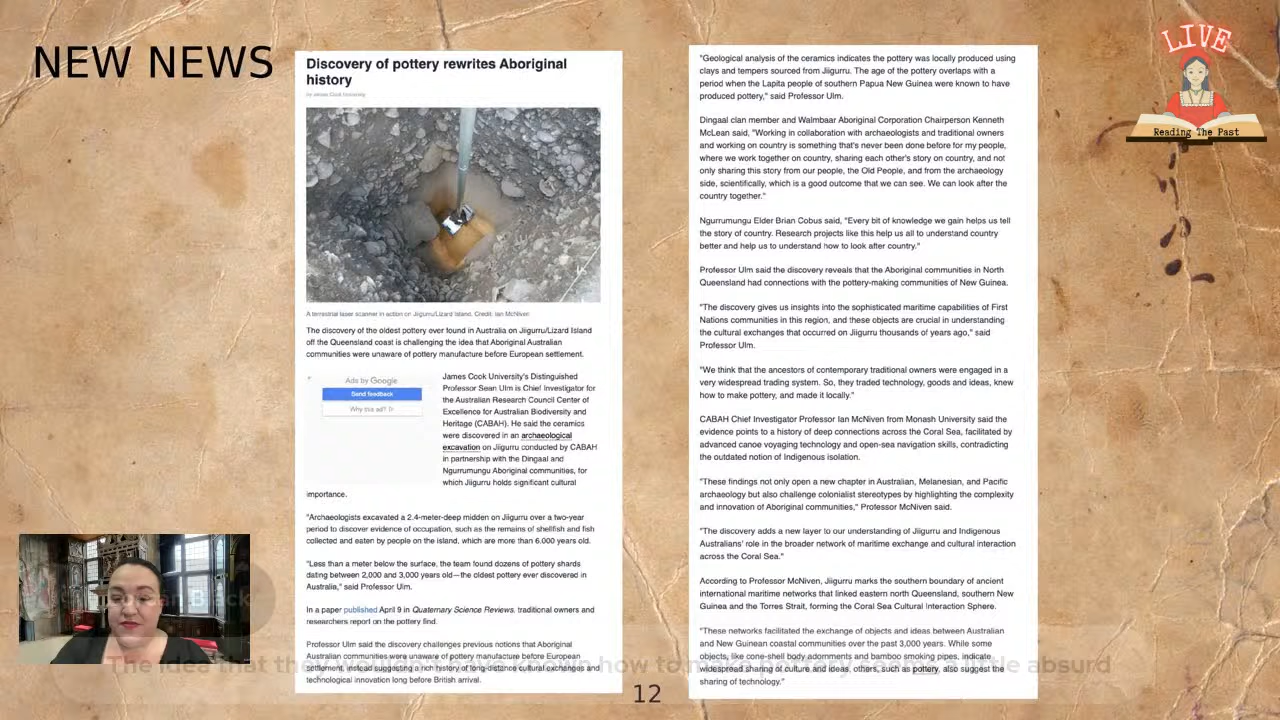 NEW NEWS
Discovery of pottery rewrites Aboriginal
history
by James Cook University
A terrestrial laser scanner in action on Jiigurru/Lizard Island. Credit: Ian McNiven
The discovery of the oldest pottery ever found in Australia on Jiigurru/Lizard Island
off the Queensland coast is challenging the idea that Aboriginal Australian
communities were unaware of pottery manufacture before European settlement.
Ads by Google
Send feedback
Why this ad?
James Cook University's Distinguished
Professor Sean Ulm is Chief Investigator for
the Australian Research Council Center of
Excellence for Australian Biodiversity and
Heritage (CABAH). He said the ceramics
were discovered in an archaeological
excavation on Jiigurru conducted by CABAH
in partnership with the Dingaal and
Ngurrumungu Aboriginal communities, for
which Jiigurru holds significant cultural
importance.
"Archaeologists excavated a 2.4-meter-deep midden on Jiigurru over a two-year
period to discover evidence of occupation, such as the remains of shellfish and fish
collected and eaten by people on the island, which are more than 6,000 years old.
"Less than a meter below the surface, the team found dozens of pottery shards
dating between 2,000 and 3,000 years old—the oldest pottery ever discovered in
Australia," said Professor Ulm.
In a paper published April 9 in Quaternary Science Reviews, traditional owners and
researchers report on the pottery find.
Professor Ulm said the discovery challenges previous notions that Aboriginal
Australian communities were unaware of pottery manufacture before European
settlement, instead suggesting a rich history of long-distance cultural exchanges and
technological innovation long before British arrival.
"Geological analysis of the ceramics indicates the pottery was locally produced using
clays and tempers sourced from Jiigurru. The age of the pottery overlaps with a
period when the Lapita people of southern Papua New Guinea were known to have
produced pottery," said Professor Ulm.
Dingaal clan member and Walmbaar Aboriginal Corporation Chairperson Kenneth
McLean said, "Working in collaboration with archaeologists and traditional owners
and working on country is something that's never been done before for my people,
where we work together on country, sharing each other's story on country, and not
only sharing this story from our people, the Old People, and from the archaeology
side, scientifically, which is a good outcome that we can see. We can look after the
country together."
Ngurrumungu Elder Brian Cobus said, "Every bit of knowledge we gain helps us tell
the story of country. Research projects like this help us all to understand country
better and help us to understand how to look after country."
Professor Ulm said the discovery reveals that the Aboriginal communities in North
Queensland had connections with the pottery-making communities of New Guinea.
"The discovery gives us insights into the sophisticated maritime capabilities of First
Nations communities in this region, and these objects are crucial in understanding
the cultural exchanges that occurred on Jiigurru thousands of years ago," said
Professor Ulm.
"We think that the ancestors of contemporary traditional owners were engaged in a
very widespread trading system. So, they traded technology, goods and ideas, knew
how to make pottery, and made it locally."
CABAH Chief Investigator Professor Ian McNiven from Monash University said the
evidence points to a history of deep connections across the Coral Sea, facilitated by
advanced canoe voyaging technology and open-sea navigation skills, contradicting
the outdated notion of Indigenous isolation.
"These findings not only open a new chapter in Australian, Melanesian, and Pacific
archaeology but also challenge colonialist stereotypes by highlighting the complexity
and innovation of Aboriginal communities," Professor McNiven said.
"The discovery adds a new layer to our understanding of Jiigurru and Indigenous
Australians' role in the broader network of maritime exchange and cultural interaction
across the Coral Sea."
According to Professor McNiven, Jiigurru marks the southern boundary of ancient
international maritime networks that linked eastern north Queensland, southern New
Guinea and the Torres Strait, forming the Coral Sea Cultural Interaction Sphere.
"These networks facilitated the exchange of objects and ideas between Australian
and New Guinean coastal communities over the past 3,000 years. While some
objects, like cone-shell body adornments and bamboo smoking pipes, indicate
widespread sharing of culture and ideas, others, such as pottery, also suggest the
sharing of technology."
LIVE
Reading The Past
The idea that they wouldn't have known how to make pottery seems a little absurd
12